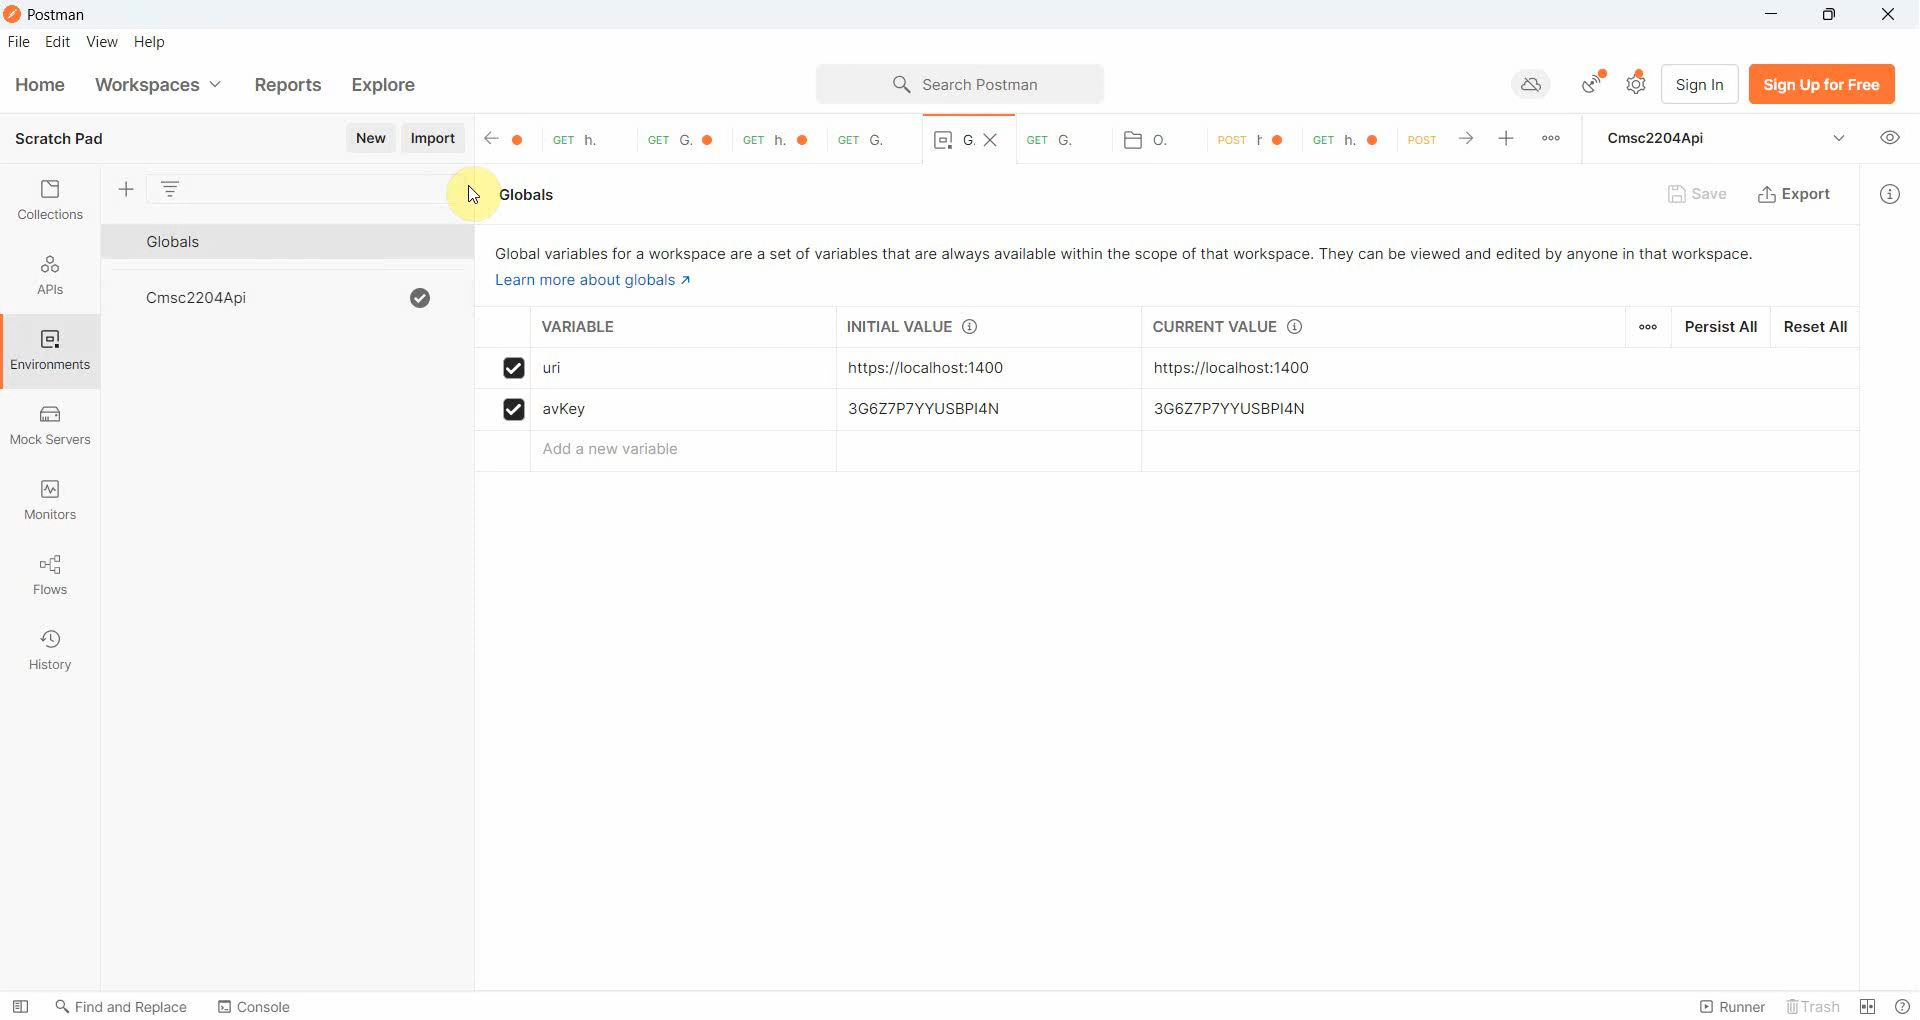 Postman
File Edit View Help
Home Workspaces Reports Explore
Search Postman
Sign In
Sign Up for Free
Scratch Pad
New Import
GET h.
GET G.
GET h.
GET G.
G.
GET G.
O.
POST
GET h.
POST
Cmsc2204Api
Collections
APIs
Environments
Mock Servers
Monitors
Flows
History
Globals
Cmsc2204Api
Globals
Save
Export
Global variables for a workspace are a set of variables that are always available within the scope of that workspace. They can be viewed and edited by anyone in that workspace.
Learn more about globals ↗
VARIABLE INITIAL VALUE CURRENT VALUE Persist All Reset All
uri https://localhost:1400 https://localhost:1400
avKey 3G6Z7P7YYUSBPI4N 3G6Z7P7YYUSBPI4N
Add a new variable
Find and Replace Console
Runner Trash